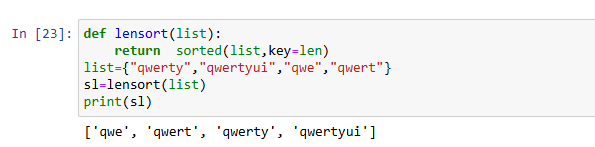 In [23]: def lensort(list):
    return  sorted(list,key=len)
list={"qwerty","qwertyui","qwe","qwert"}
sl=lensort(list)
print(sl)
['qwe', 'qwert', 'qwerty', 'qwertyui']